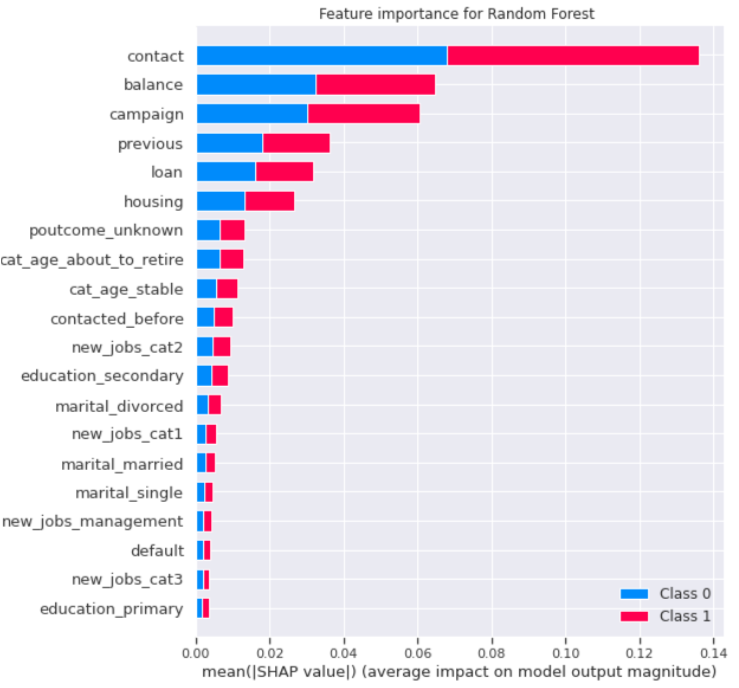 Feature importance for Random Forest
contact
balance
campaign
previous
loan
housing
poutcome_unknown
cat_age_about_to_retire
cat_age_stable
contacted_before
new_jobs_cat2
education_secondary
marital_divorced
new_jobs_cat1
marital_married
marital_single
new_jobs_management
default
new_jobs_cat3
education_primary
Class 0
Class 1
0.00 0.02 0.04 0.06 0.08 0.10 0.12 0.14
mean(|SHAP value|) (average impact on model output magnitude)